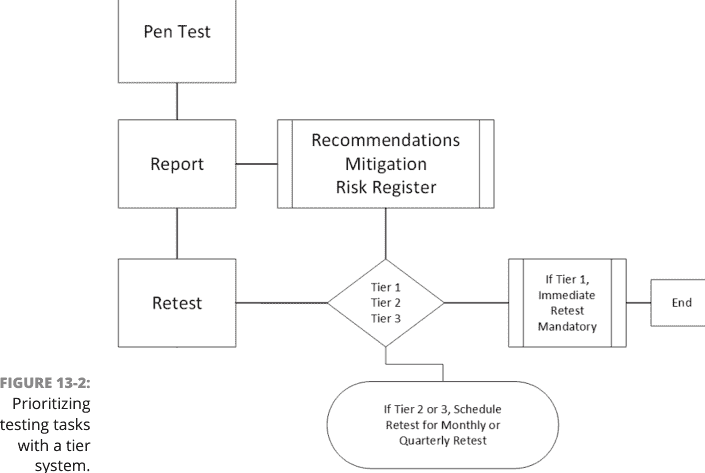 Pen Test
Report
Recommendations
Mitigation
Risk Register
Retest
Tier 1
Tier 2
Tier 3
If Tier 1,
Immediate
Retest
Mandatory
End
If Tier 2 or 3, Schedule
Retest for Monthly or
Quarterly Retest
FIGURE 13-2:
Prioritizing
testing tasks
with a tier
system.